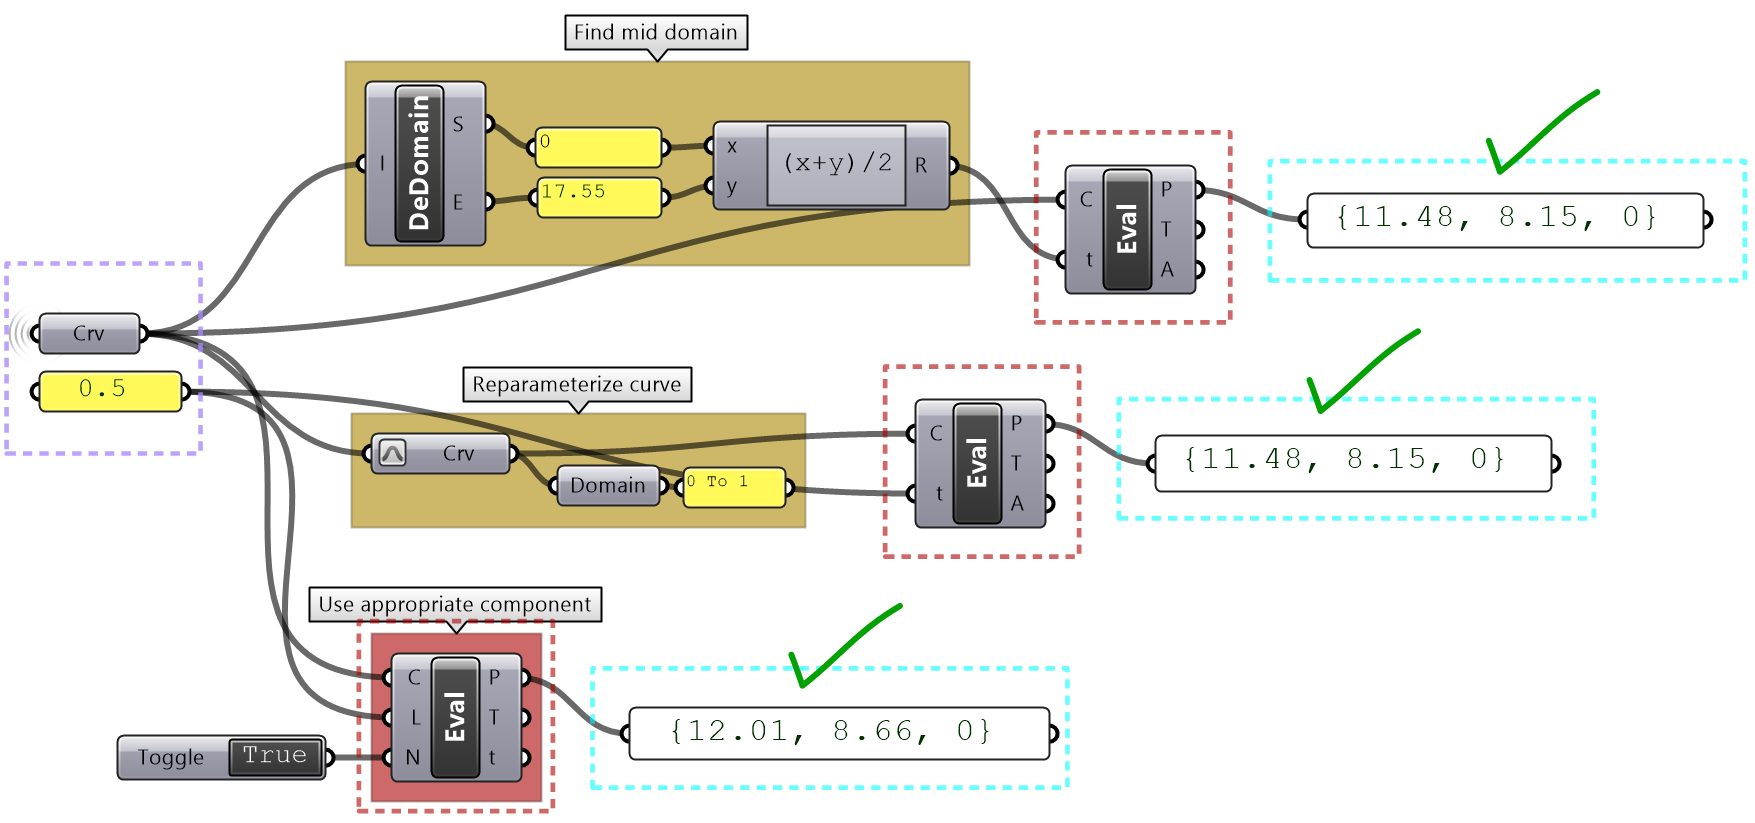 Find mid domain
I
DeDomain
S
E
0
17.55
x
y
(x+y)/2
R
C
t
Eval
P
T
A
{11.48, 8.15, 0}
Crv
0.5
Reparameterize curve
Crv
Domain
0 To 1
C
t
Eval
P
T
A
{11.48, 8.15, 0}
Use appropriate component
C
L
N
Eval
P
T
t
{12.01, 8.66, 0}
Toggle
True